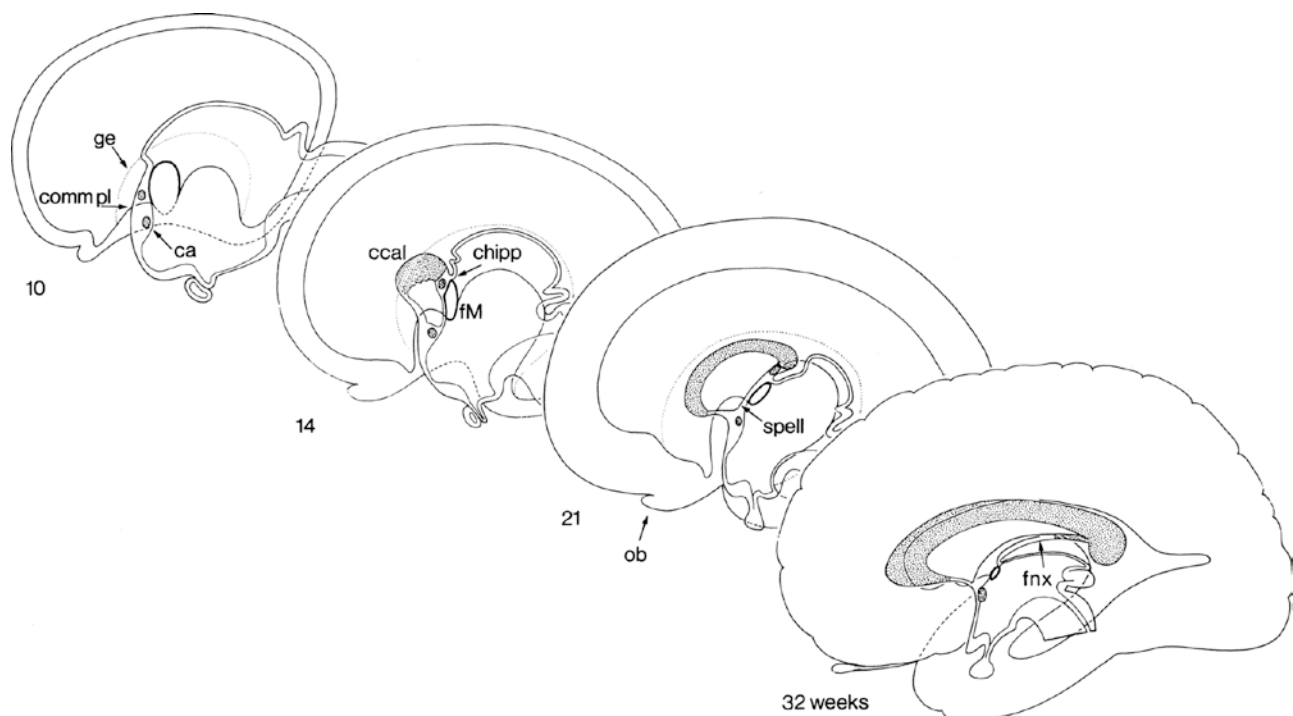 ge
comm pl
ca
10
ccal
chipp
fM
14
spell
21
ob
fnx
32 weeks